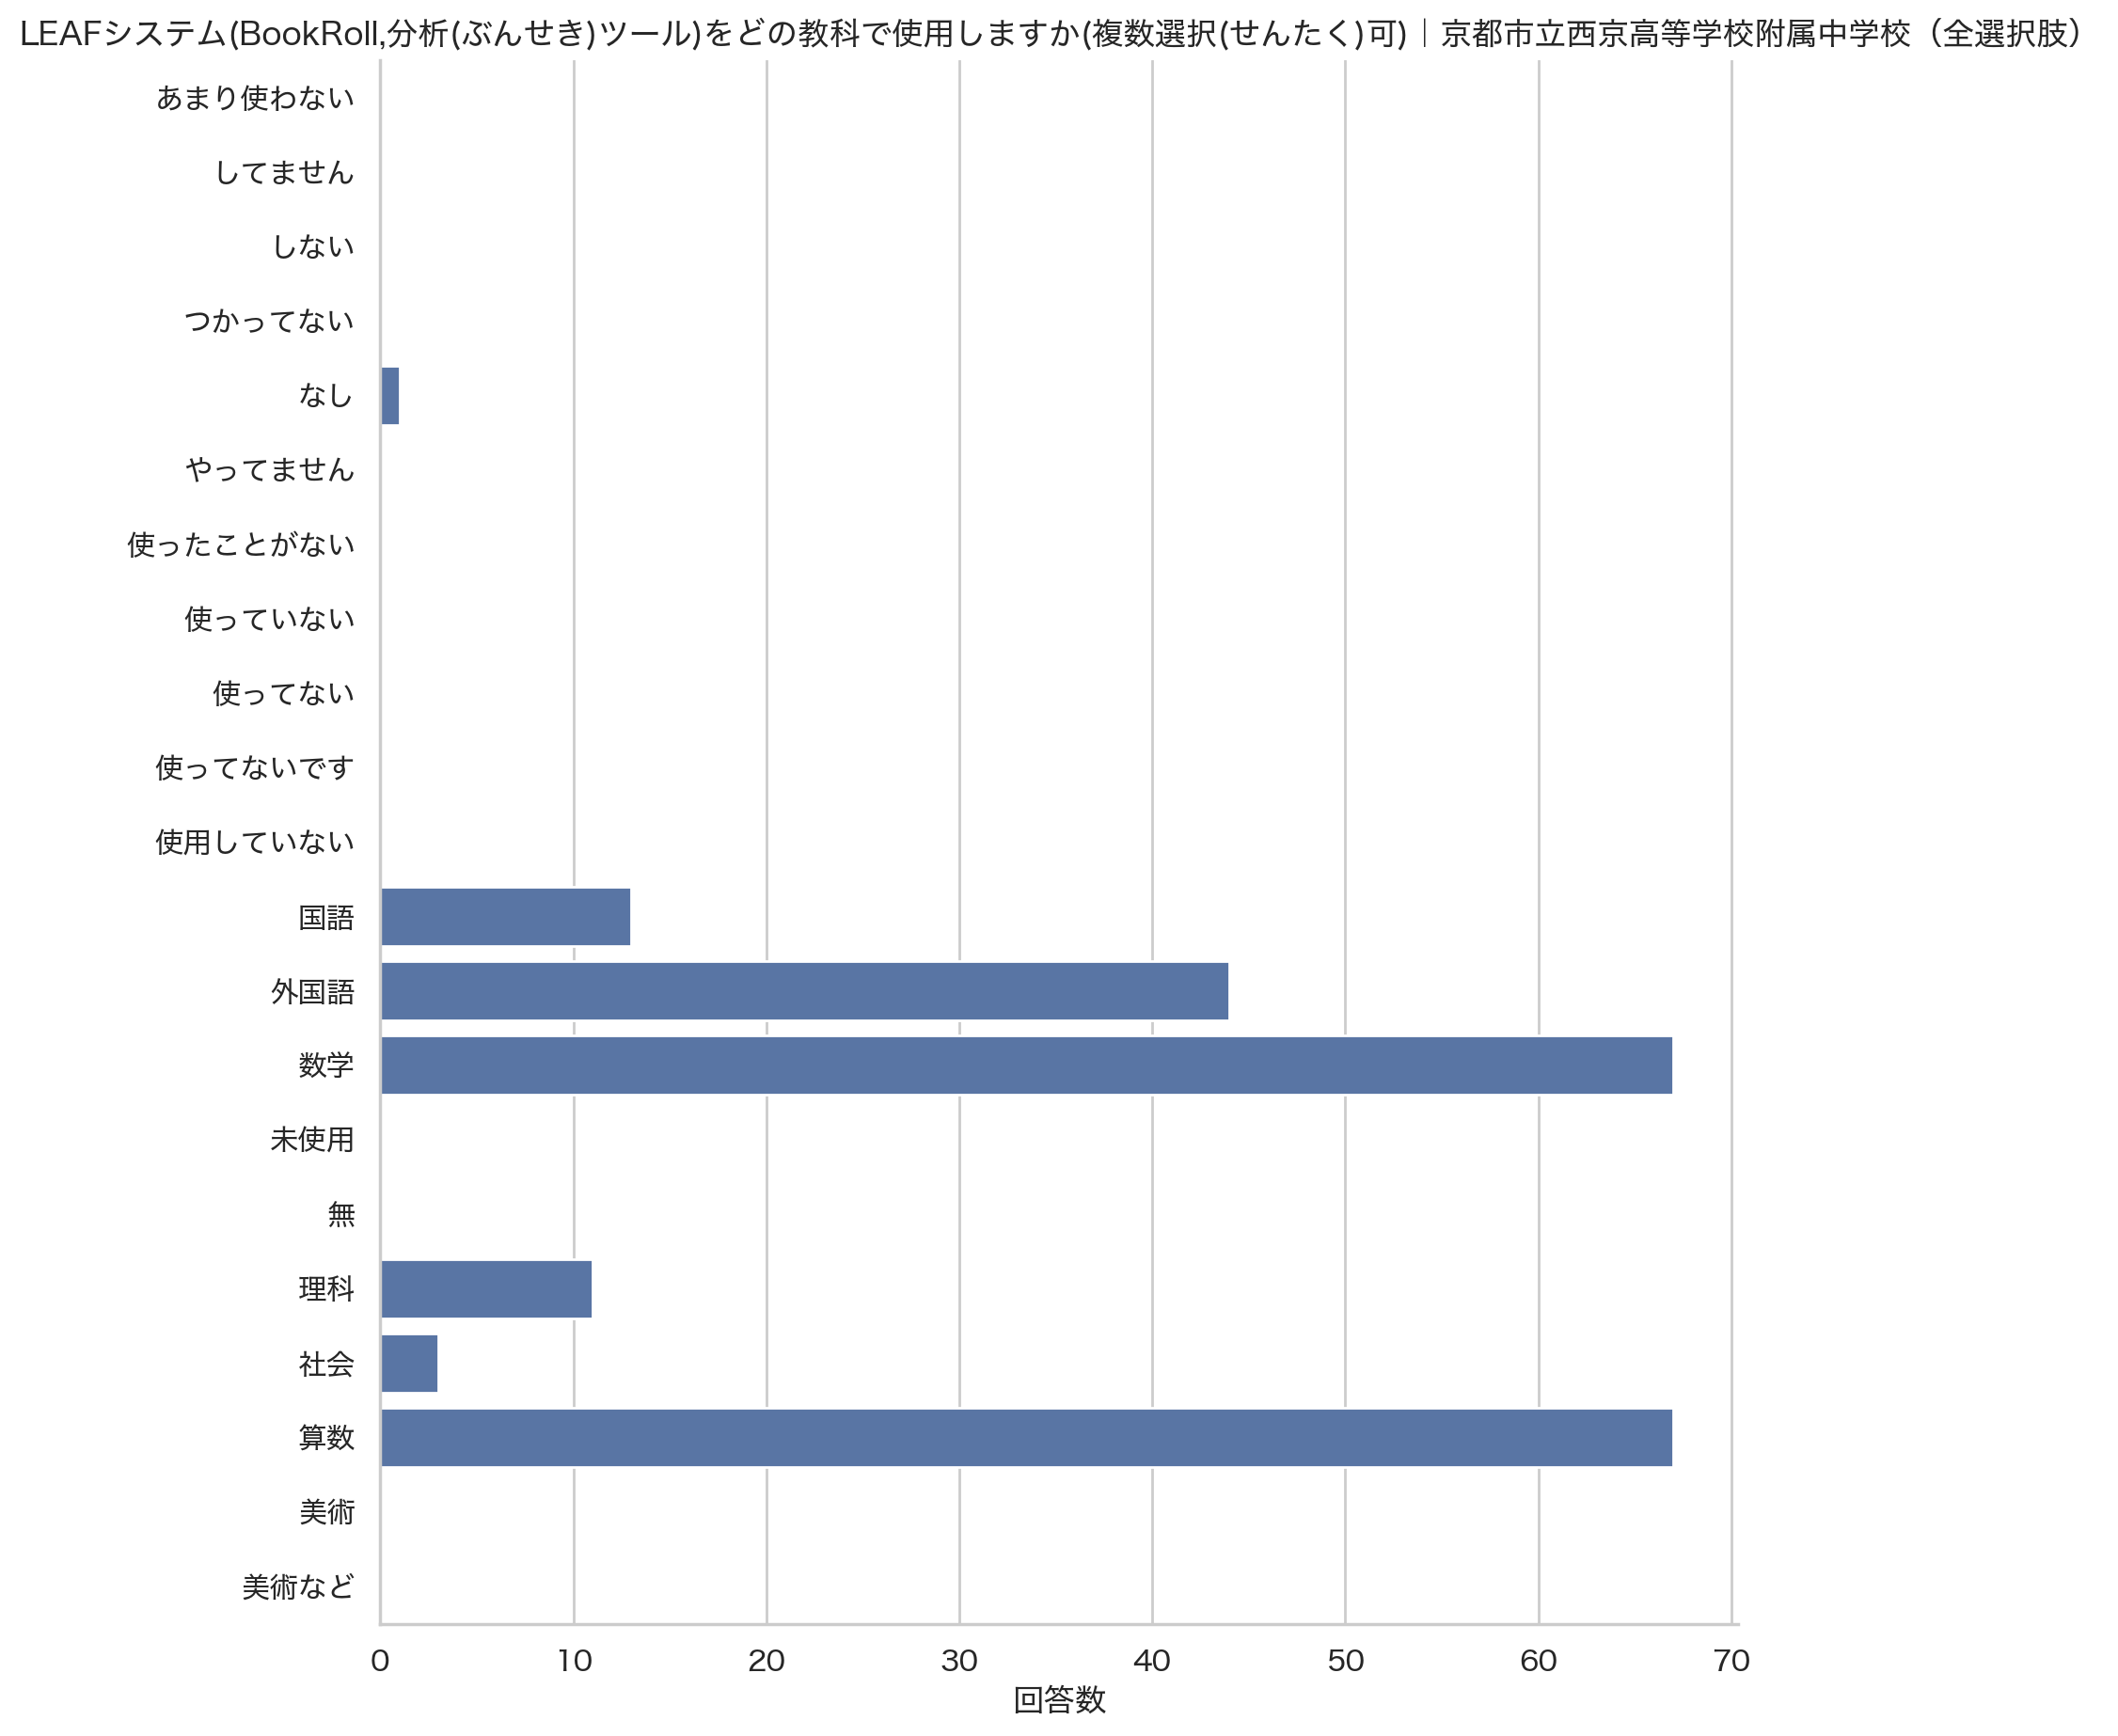 LEAFシステム(BookRoll,分析(ぶんせき)ツール)をどの教科で使用しますか(複数選択(せんたく)可)｜京都市立西京高等学校附属中学校（全選択肢）
あまり使わない
してません
しない
つかってない
なし
やってません
使ったことがない
使っていない
使ってない
使ってないです
使用していない
国語
外国語
数学
未使用
無
理科
社会
算数
美術
美術など
0 10 20 30 40 50 60 70
回答数